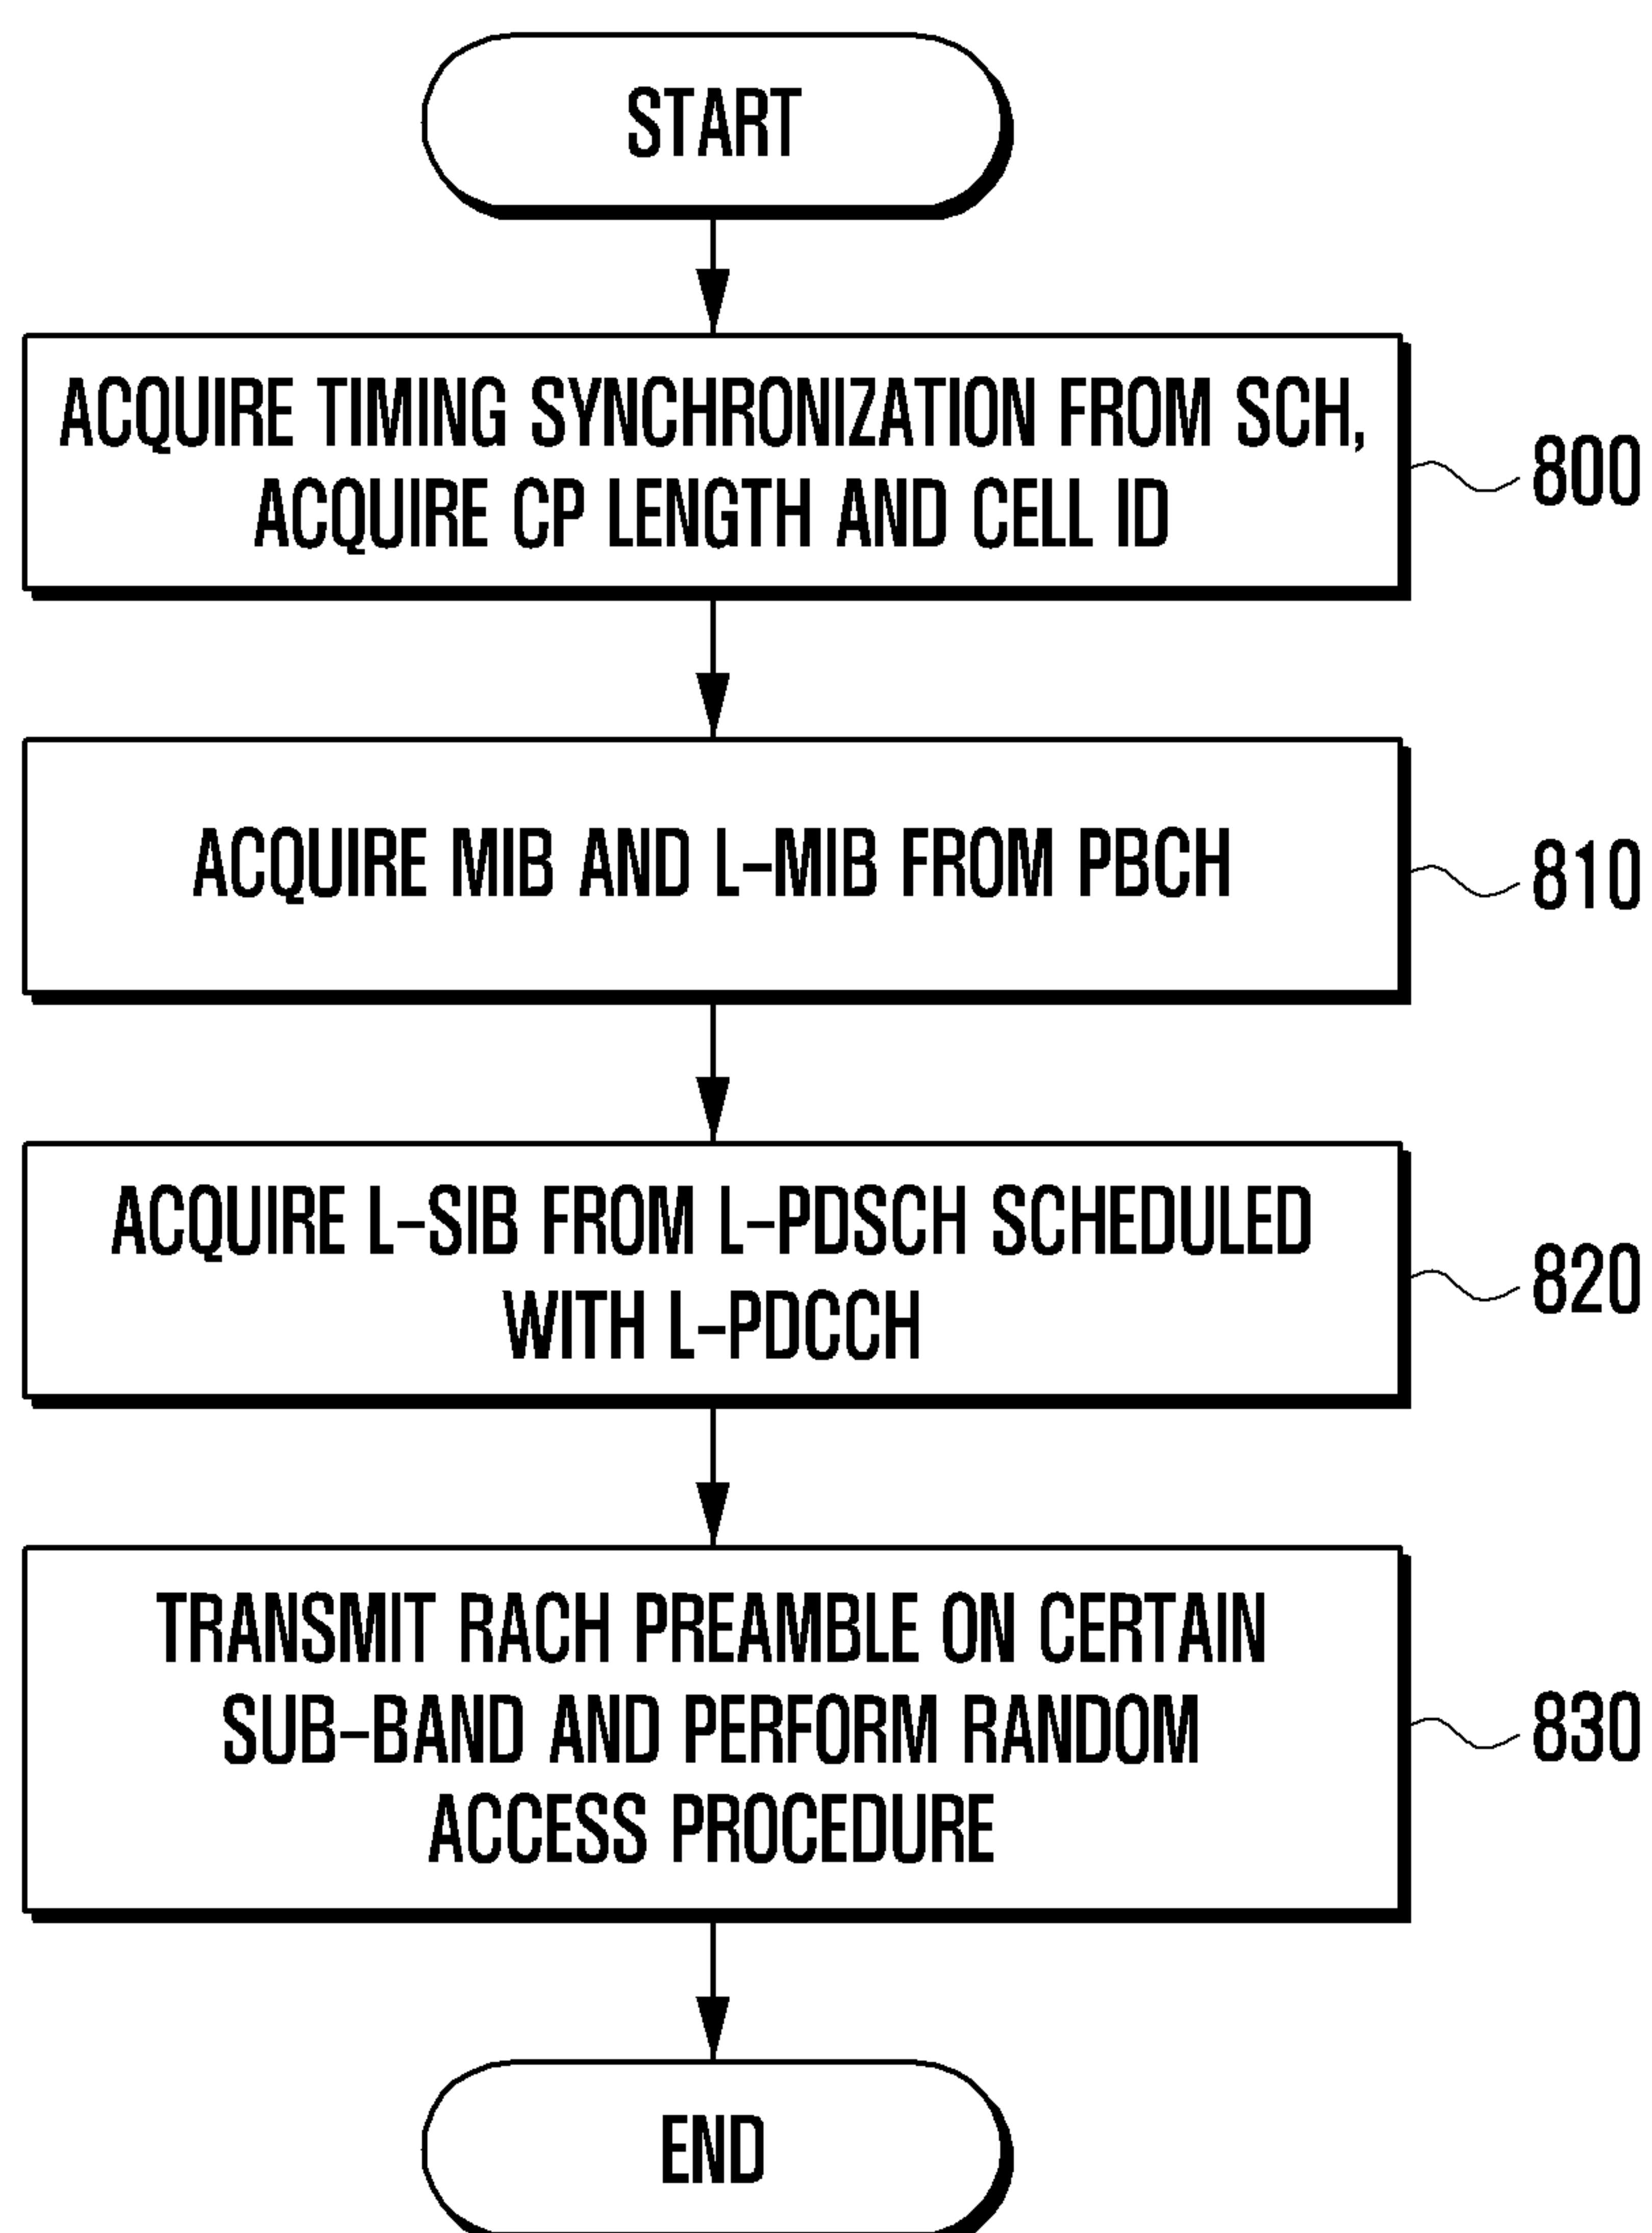 START
ACQUIRE TIMING SYNCHRONIZATION FROM SCH,
ACQUIRE CP LENGTH AND CELL ID
800
ACQUIRE MIB AND L-MIB FROM PBCH
810
ACQUIRE L-SIB FROM L-PDSCH SCHEDULED
WITH L-PDCCH
820
TRANSMIT RACH PREAMBLE ON CERTAIN
SUB-BAND AND PERFORM RANDOM
ACCESS PROCEDURE
830
END